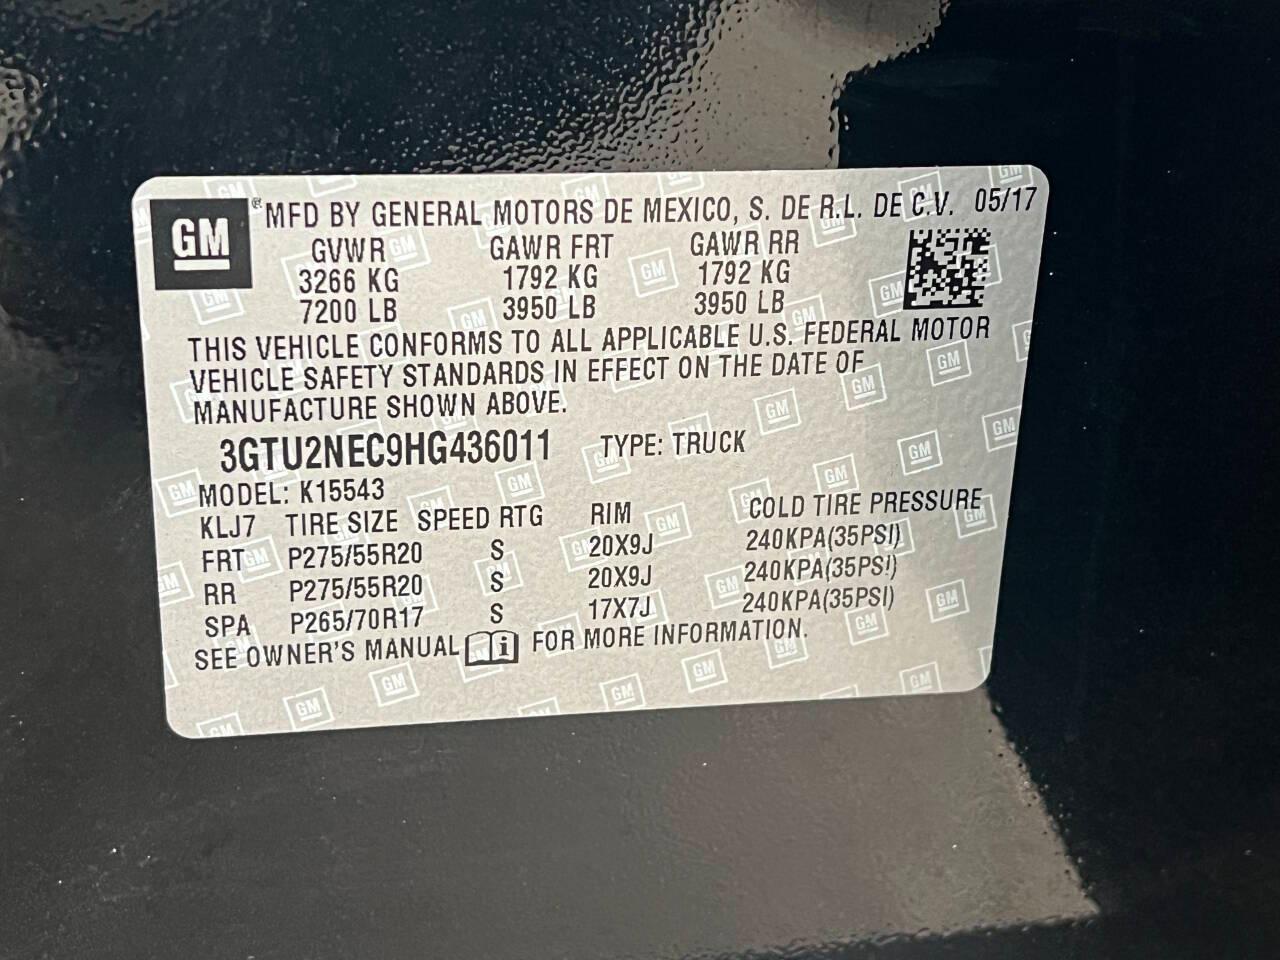 GM ® MFD BY GENERAL MOTORS DE MEXICO, S. DE R.L. DE C.V. 05/17
GVWR GAWR FRT GAWR RR
3266 KG 1792 KG 1792 KG
7200 LB 3950 LB 3950 LB
THIS VEHICLE CONFORMS TO ALL APPLICABLE U.S. FEDERAL MOTOR
VEHICLE SAFETY STANDARDS IN EFFECT ON THE DATE OF
MANUFACTURE SHOWN ABOVE.
3GTU2NEC9HG436011 TYPE: TRUCK
MODEL: K15543
KLJ7 TIRE SIZE SPEED RTG RIM COLD TIRE PRESSURE
FRT P275/55R20 S 20X9J 240KPA(35PSI)
RR P275/55R20 S 20X9J 240KPA(35PSI)
SPA P265/70R17 S 17X7J 240KPA(35PSI)
SEE OWNER'S MANUAL i FOR MORE INFORMATION.